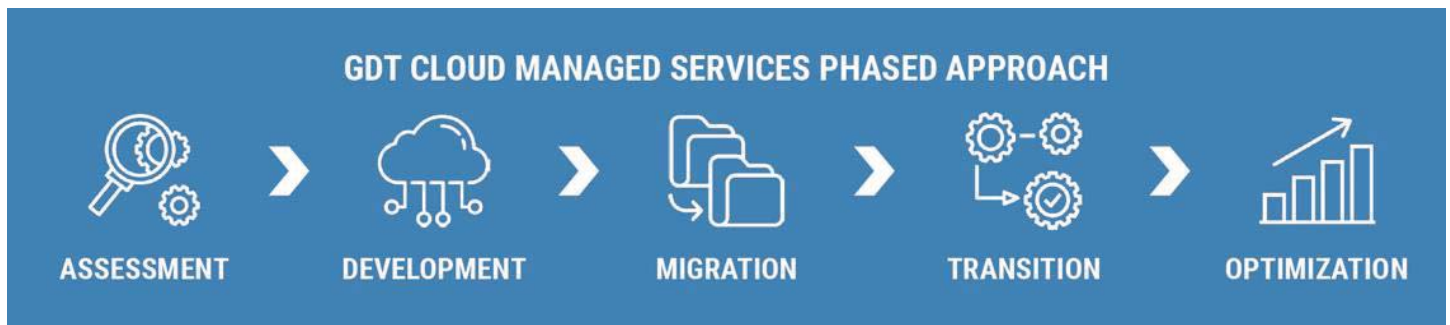 GDT CLOUD MANAGED SERVICES PHASED APPROACH
ASSESSMENT
DEVELOPMENT
MIGRATION
TRANSITION
OPTIMIZATION